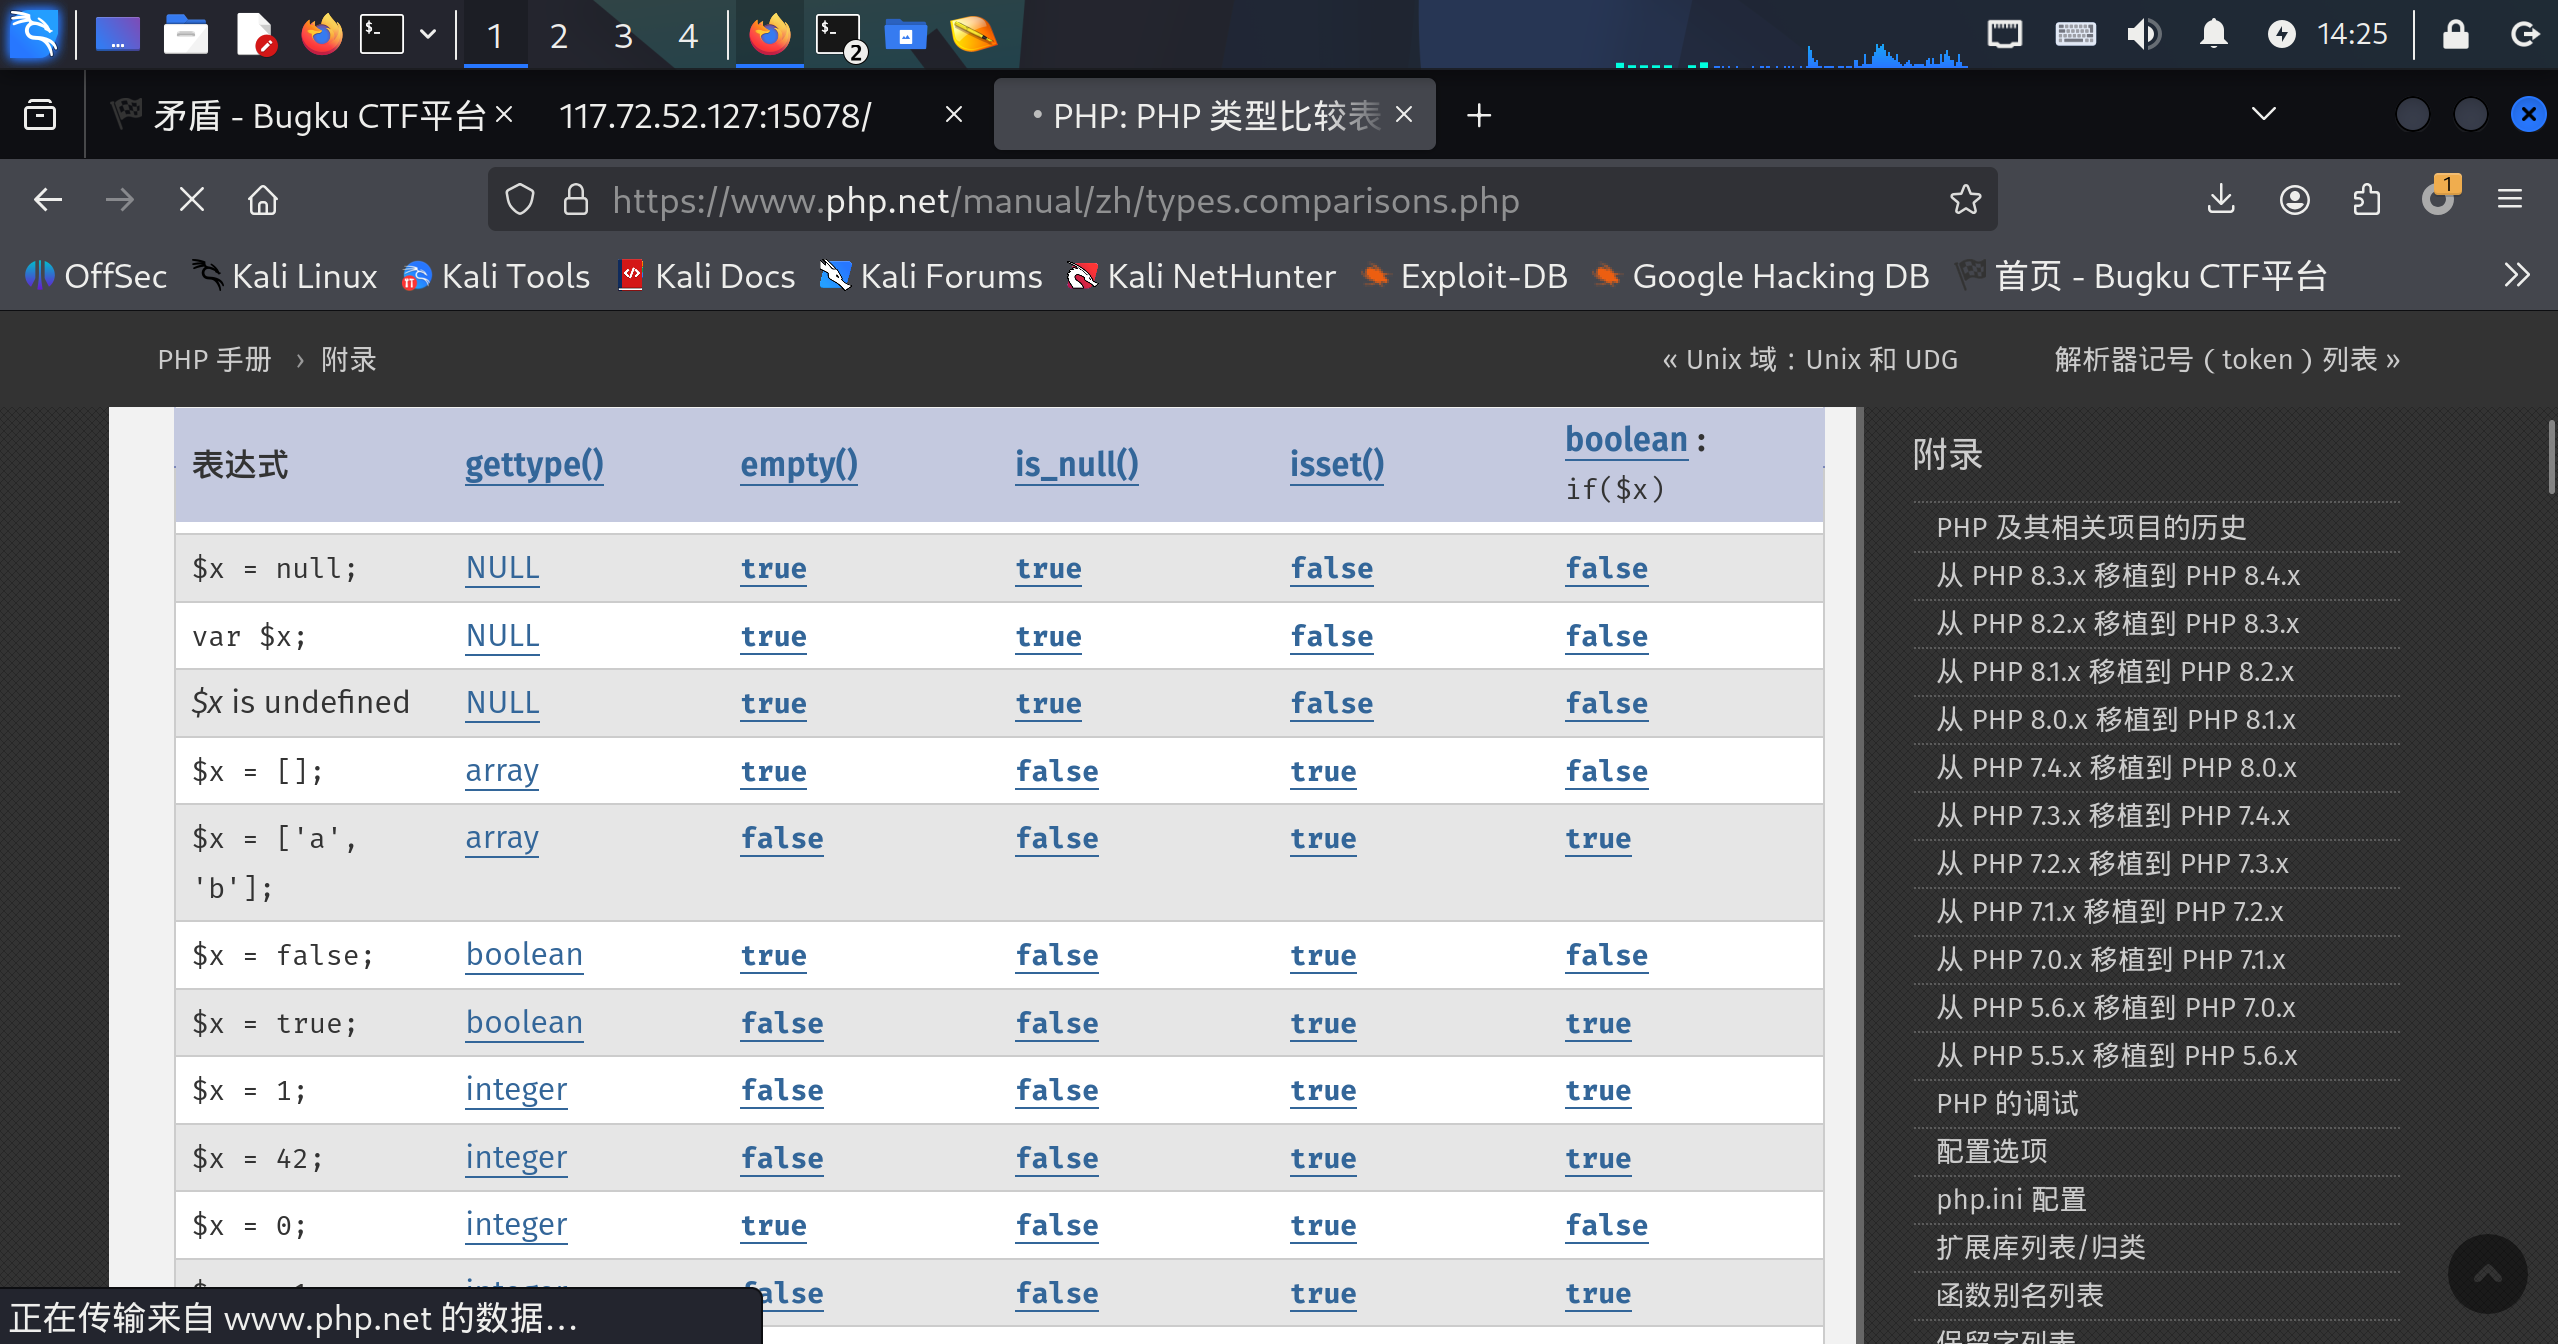 1 2 3 4 2 14:25
矛盾 - Bugku CTF平台 117.72.52.127:15078/ PHP: PHP 类型比较表
https://www.php.net/manual/zh/types.comparisons.php 1
OffSec Kali Linux Kali Tools Kali Docs Kali Forums Kali NetHunter Exploit-DB Google Hacking DB 首页 - Bugku CTF平台
PHP 手册 › 附录 « Unix 域：Unix 和 UDG 解析器记号（token）列表 »
表达式 gettype() empty() is_null() isset() boolean :
if($x)
$x = null; NULL true true false false
var $x; NULL true true false false
$x is undefined NULL true true false false
$x = []; array true false true false
$x = ['a', array false false true true
'b'];
$x = false; boolean true false true false
$x = true; boolean false false true true
$x = 1; integer false false true true
$x = 42; integer false false true true
$x = 0; integer true false true false
false false true true
附录
PHP 及其相关项目的历史
从 PHP 8.3.x 移植到 PHP 8.4.x
从 PHP 8.2.x 移植到 PHP 8.3.x
从 PHP 8.1.x 移植到 PHP 8.2.x
从 PHP 8.0.x 移植到 PHP 8.1.x
从 PHP 7.4.x 移植到 PHP 8.0.x
从 PHP 7.3.x 移植到 PHP 7.4.x
从 PHP 7.2.x 移植到 PHP 7.3.x
从 PHP 7.1.x 移植到 PHP 7.2.x
从 PHP 7.0.x 移植到 PHP 7.1.x
从 PHP 5.6.x 移植到 PHP 7.0.x
从 PHP 5.5.x 移植到 PHP 5.6.x
PHP 的调试
配置选项
php.ini 配置
扩展库列表/归类
函数别名列表
保留字列表
正在传输来自 www.php.net 的数据…